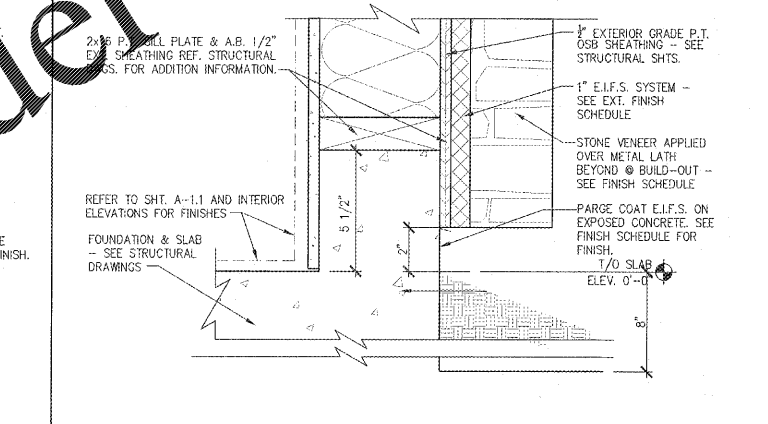 2x6 P.T. SILL PLATE & A.B. 1/2"
EXT. SHEATHING REF. STRUCTURAL
DWGS. FOR ADDITION INFORMATION.
REFER TO SHT. A-1.1 AND INTERIOR
ELEVATIONS FOR FINISHES
FOUNDATION & SLAB
- SEE STRUCTURAL
DRAWINGS
E
INISH.
5 1/2"
2"
EXTERIOR GRADE P.T.
OSB SHEATHING - SEE
STRUCTURAL SHTS.
1" E.I.F.S. SYSTEM -
SEE EXT. FINISH
SCHEDULE
STONE VENEER APPLIED
OVER METAL LATH
BEYOND @ BUILD-OUT -
SEE FINISH SCHEDULE
PARGE COAT E.I.F.S. ON
EXPOSED CONCRETE. SEE
FINISH SCHEDULE FOR
FINISH.
T/O SLAB
ELEV. 0'-0
8"
der